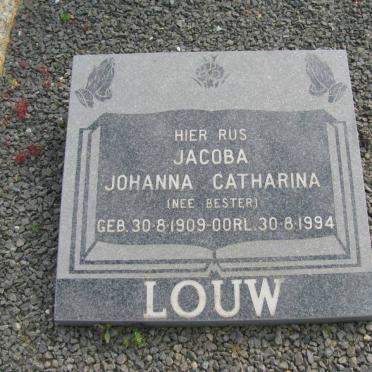 HIER RUS
JACOBA
JOHANNA CATHARINA
(NEE BESTER)
GEB. 30·8·1909-OORL. 30·8·1994
LOUW